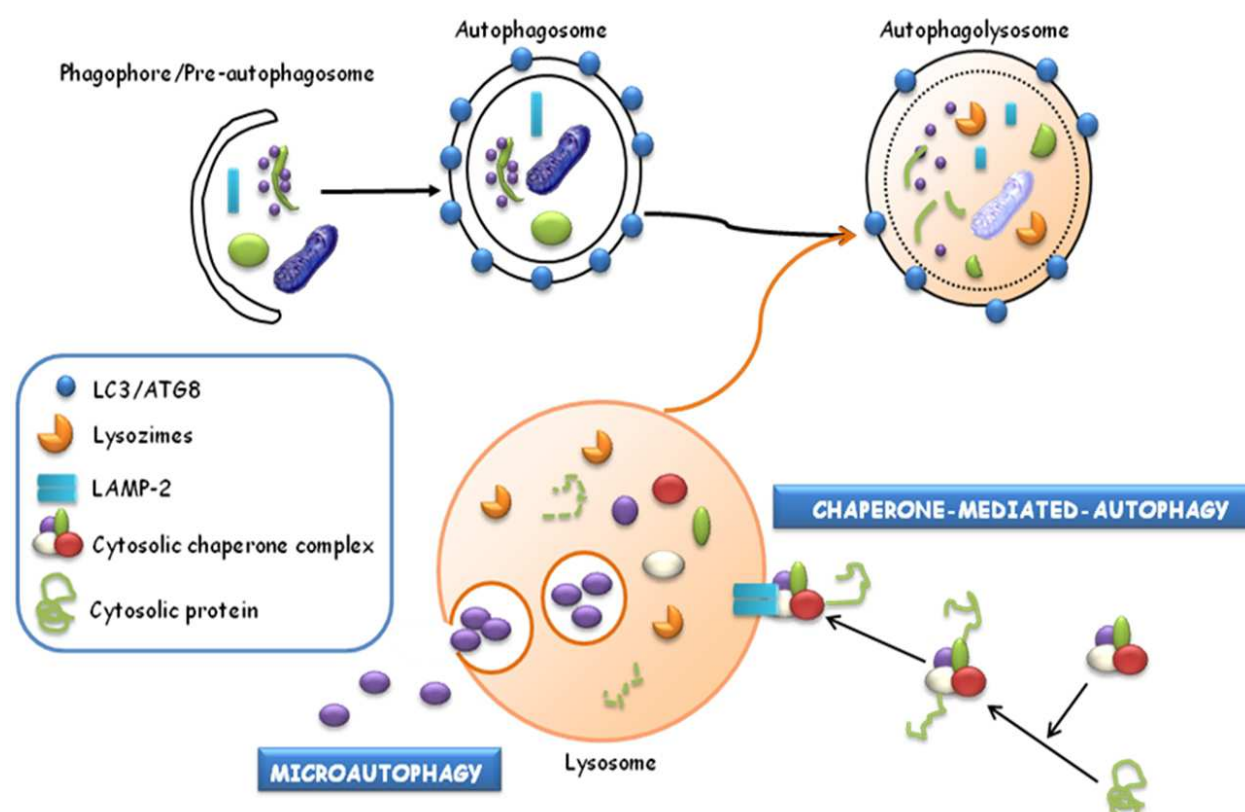 Autophagosome
Autophagolysosome
Phagophore/Pre-autophagosome
LC3/ATG8
Lysozimes
LAMP-2
Cytosolic chaperone complex
Cytosolic protein
CHAPERONE-MEDIATED-AUTOPHAGY
Lysosome
MICROAUTOPHAGY